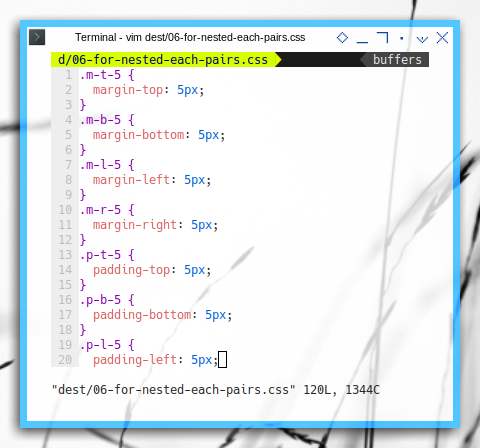 Terminal - vim dest/06-for-nested-each-pairs.css
d/06-for-nested-each-pairs.css buffers
1 .m-t-5 {
2   margin-top: 5px;
3 }
4 .m-b-5 {
5   margin-bottom: 5px;
6 }
7 .m-l-5 {
8   margin-left: 5px;
9 }
10 .m-r-5 {
11   margin-right: 5px;
12 }
13 .p-t-5 {
14   padding-top: 5px;
15 }
16 .p-b-5 {
17   padding-bottom: 5px;
18 }
19 .p-l-5 {
20   padding-left: 5px;
"dest/06-for-nested-each-pairs.css" 120L, 1344C